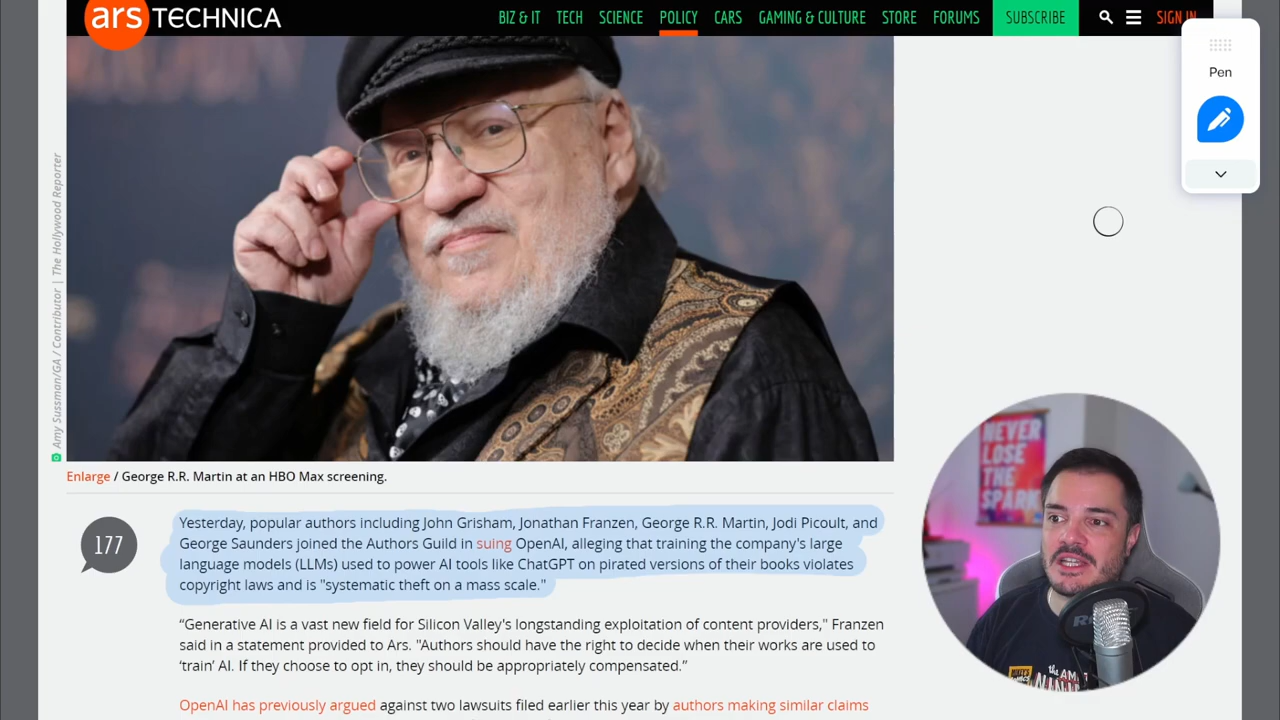 ars TECHNICA
BIZ & IT TECH SCIENCE POLICY CARS GAMING & CULTURE STORE FORUMS SUBSCRIBE SIGN IN
Pen
Amy Sussman/GA / Contributor | The Hollywood Reporter
Enlarge / George R.R. Martin at an HBO Max screening.
177
Yesterday, popular authors including John Grisham, Jonathan Franzen, George R.R. Martin, Jodi Picoult, and
George Saunders joined the Authors Guild in suing OpenAI, alleging that training the company's large
language models (LLMs) used to power AI tools like ChatGPT on pirated versions of their books violates
copyright laws and is "systematic theft on a mass scale."
“Generative AI is a vast new field for Silicon Valley's longstanding exploitation of content providers," Franzen
said in a statement provided to Ars. "Authors should have the right to decide when their works are used to
‘train’ AI. If they choose to opt in, they should be appropriately compensated.”
OpenAI has previously argued against two lawsuits filed earlier this year by authors making similar claims
NEVER
LOSE
THE
SPARK